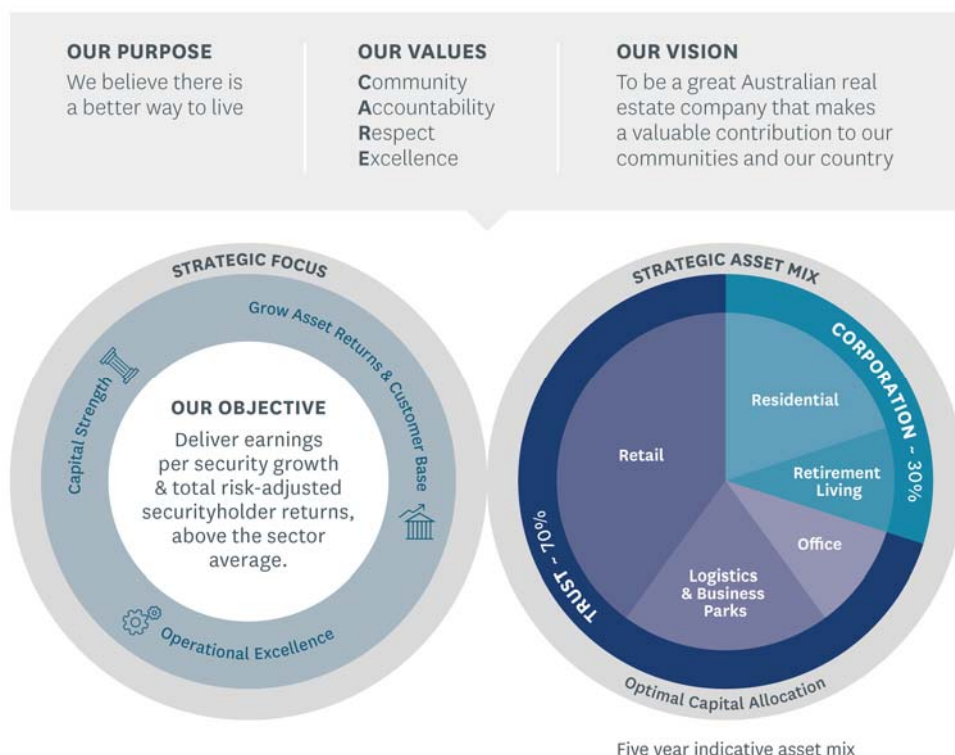 OUR PURPOSE
We believe there is
a better way to live
OUR VALUES
Community
Accountability
Respect
Excellence
OUR VISION
To be a great Australian real
estate company that makes
a valuable contribution to our
communities and our country
STRATEGIC FOCUS
Grow Asset Returns & Customer Base
Capital Strength
Operational Excellence
OUR OBJECTIVE
Deliver earnings
per security growth
& total risk-adjusted
securityholder returns,
above the sector
average.
STRATEGIC ASSET MIX
CORPORATION ~ 30%
TRUST ~ 70%
Residential
Retirement
Living
Office
Logistics
& Business
Parks
Retail
Optimal Capital Allocation
Five year indicative asset mix